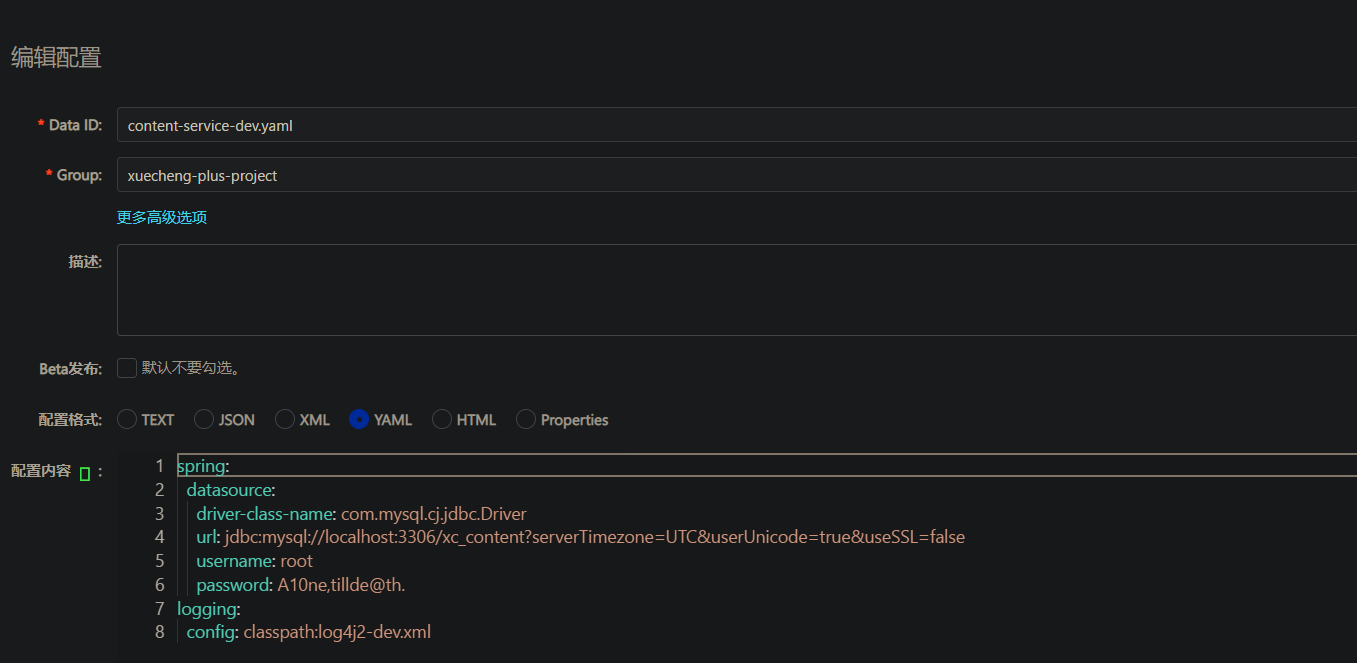 编辑配置
* Data ID: content-service-dev.yaml
* Group: xuecheng-plus-project
更多高级选项
描述:
Beta发布: 默认不要勾选。
配置格式: TEXT JSON XML YAML HTML Properties
配置内容 :
1 spring:
2 datasource:
3 driver-class-name: com.mysql.cj.jdbc.Driver
4 url: jdbc:mysql://localhost:3306/xc_content?serverTimezone=UTC&userUnicode=true&useSSL=false
5 username: root
6 password: A10ne,tillde@th.
7 logging:
8 config: classpath:log4j2-dev.xml